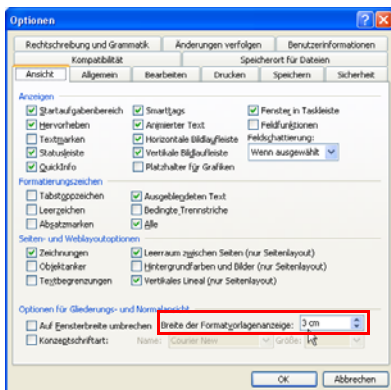 Optionen
Rechtschreibung und Grammatik Änderungen verfolgen Benutzerinformationen
Kompatibilität Speicherort für Dateien
Ansicht Allgemein Bearbeiten Drucken Speichern Sicherheit
Anzeigen
Startaufgabenbereich Smarttags Fenster in Taskleiste
Hervorheben Animierter Text Feldfunktionen
Textmarken Horizontale Bildlaufleiste Feldschattierung:
Statusleiste Vertikale Bildlaufleiste Wenn ausgewählt
QuickInfo Platzhalter für Grafiken
Formatierungszeichen
Tabstoppzeichen Ausgeblendeten Text
Leerzeichen Bedingte Trennstriche
Absatzmarken Alle
Seiten- und Weblayoutoptionen
Zeichnungen Leerraum zwischen Seiten (nur Seitenlayout)
Objektanker Hintergrundfarben und Bilder (nur Seitenlayout)
Textbegrenzungen Vertikales Lineal (nur Seitenlayout)
Optionen für Gliederungs- und Normalansicht
Auf Fensterbreite umbrechen Breite der Formatvorlagenanzeige: 3 cm
Konzeptschriftart: Name: Courier New Größe:
OK Abbrechen